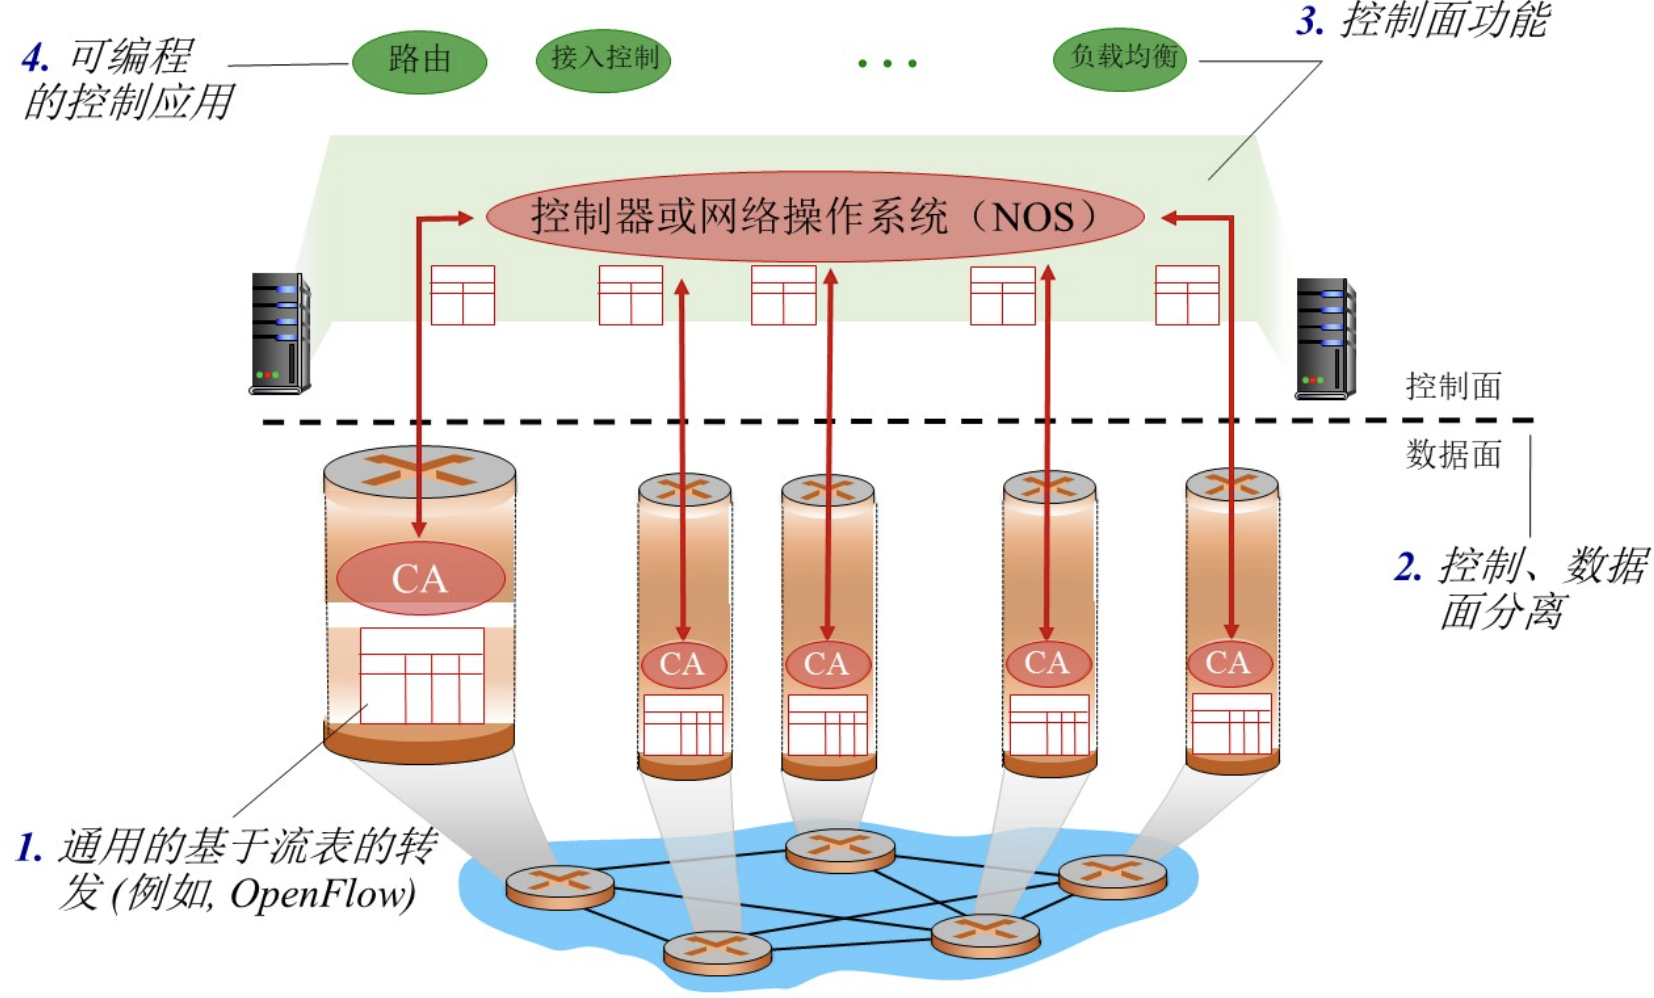 3. 控制面功能
4. 可编程
的控制应用
路由
接入控制
...
负载均衡
控制器或网络操作系统（NOS）
控制面
数据面
2. 控制、数据
面分离
CA
CA
CA
CA
CA
1. 通用的基于流表的转
发 (例如, OpenFlow)